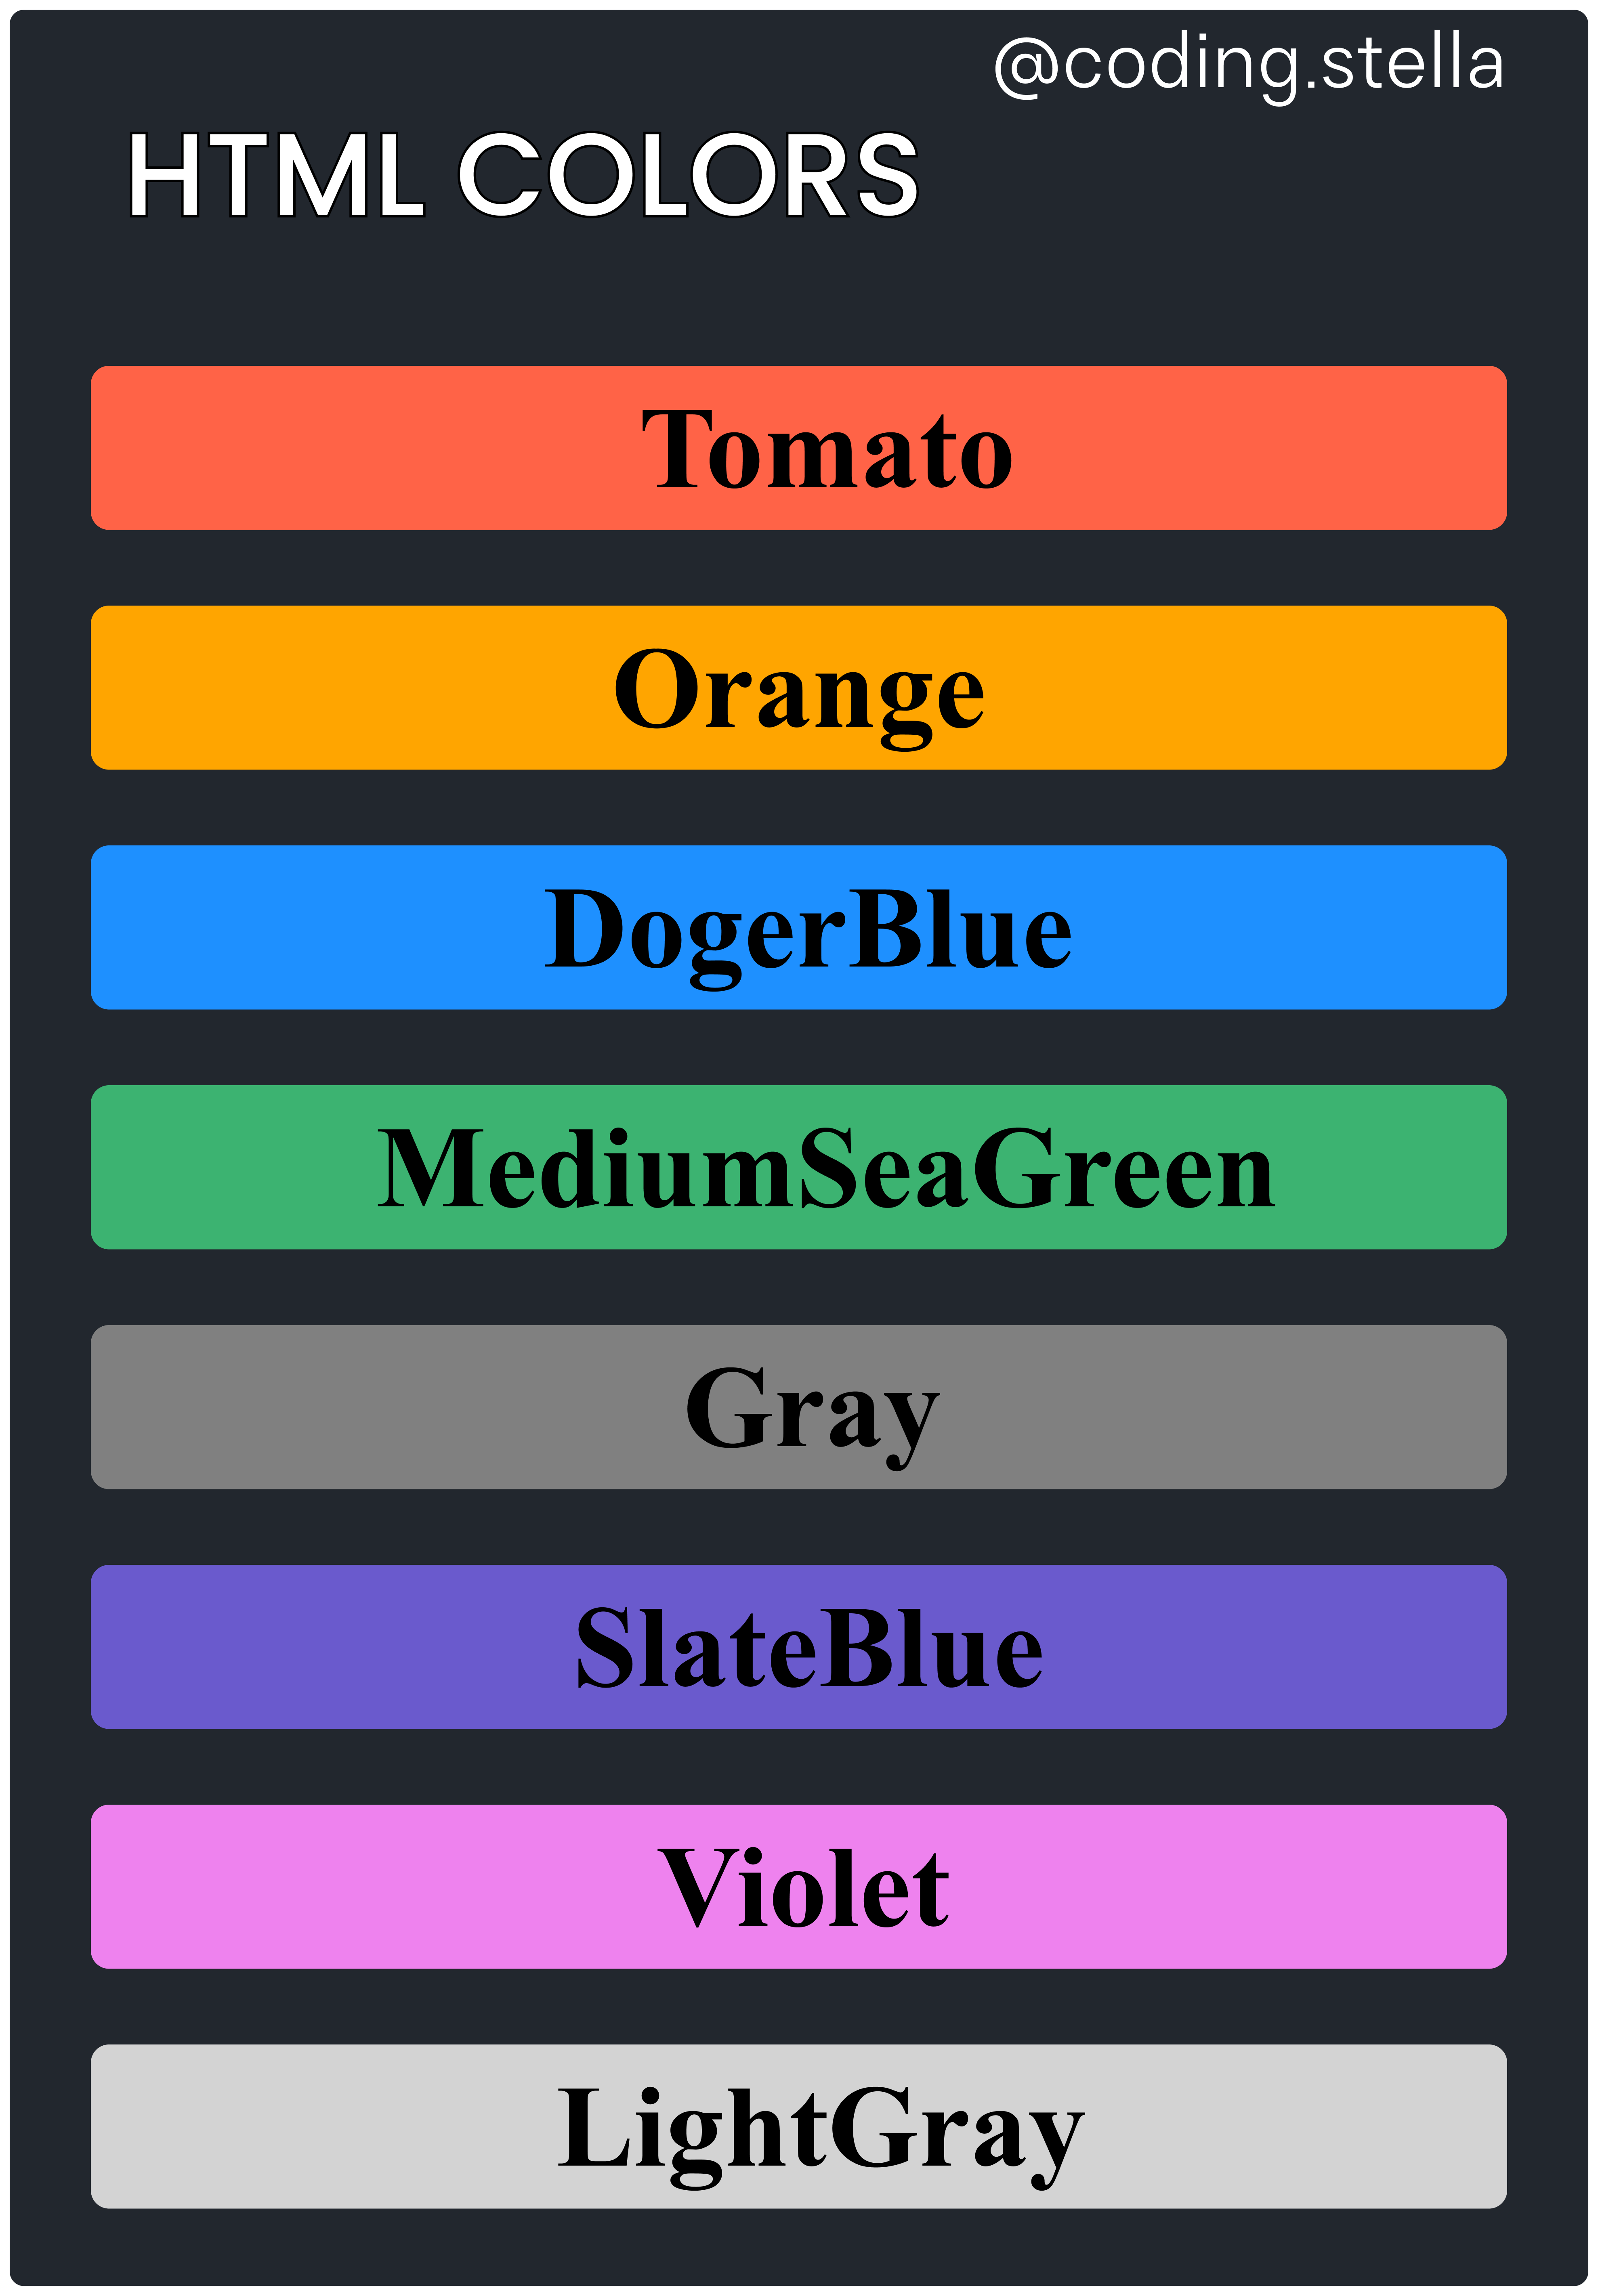 @coding.stella
HTML COLORS
Tomato
Orange
DogerBlue
MediumSeaGreen
Gray
SlateBlue
Violet
LightGray